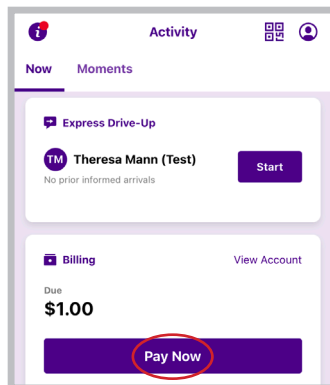 Activity
Now Moments
Express Drive-Up
TM Theresa Mann (Test)
No prior informed arrivals
Start
Billing View Account
Due
$1.00
Pay Now